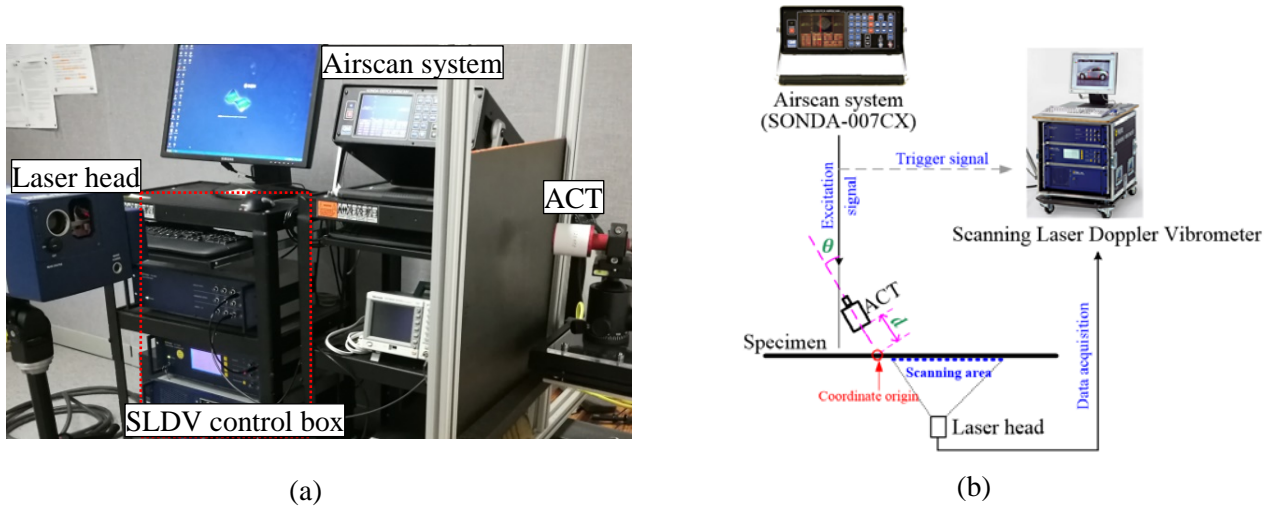 Airscan system
Laser head
ACT
SLDV control box
(a)
Airscan system
(SONDA-007CX)
Trigger signal
Excitation
signal
Scanning Laser Doppler Vibrometer
θ
ACT
d
Specimen
Scanning area
Coordinate origin
Data acquisition
Laser head
(b)